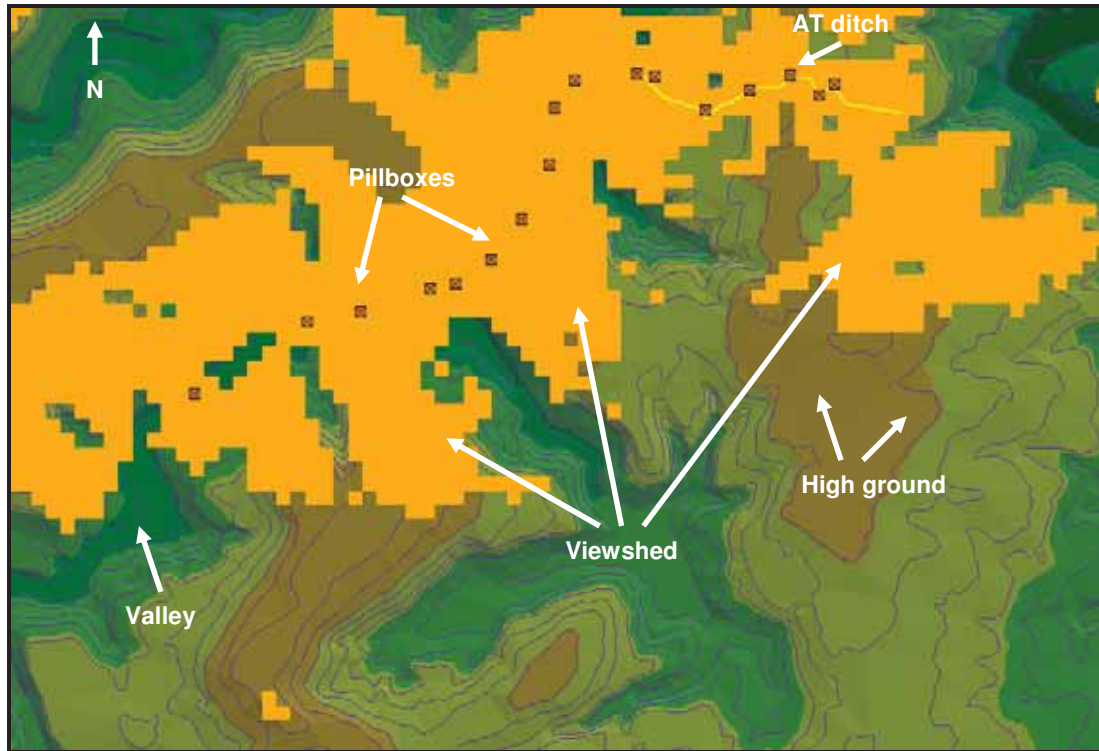 AT ditch
N
Pillboxes
High ground
Viewshed
Valley